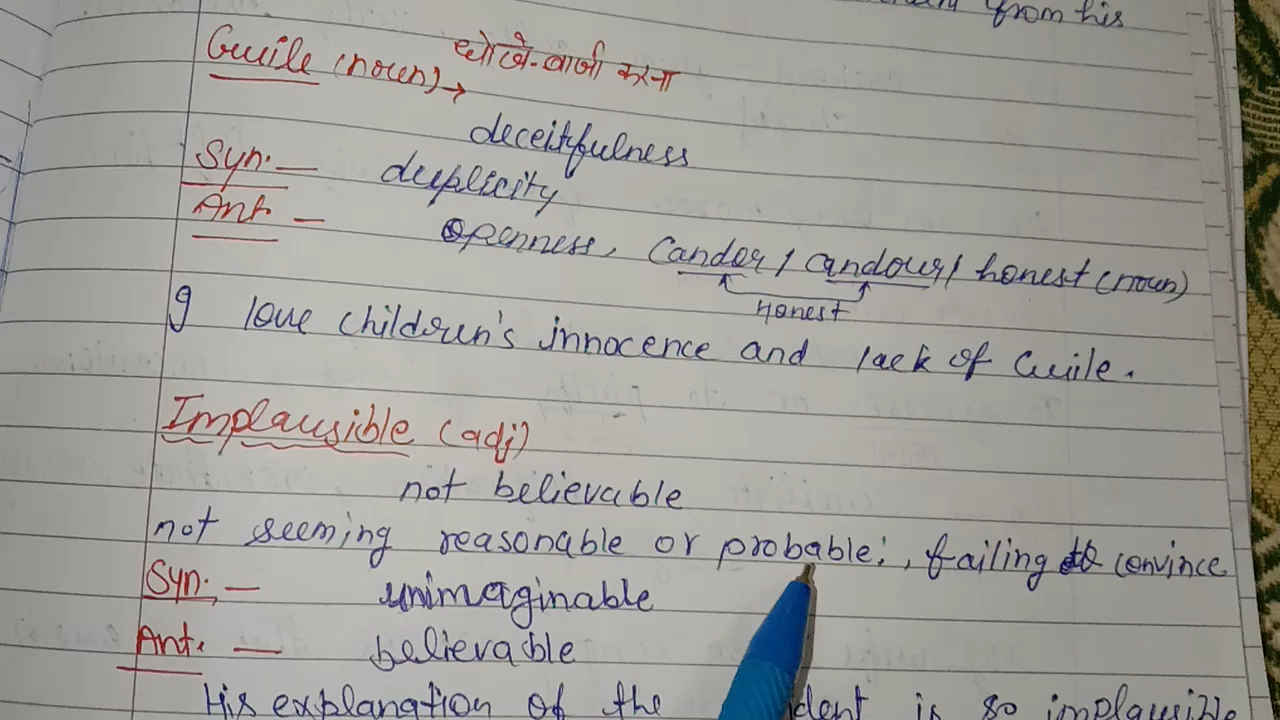 from his
Guile (noun) → धोखे-बाजी करना
deceitfulness
Syn. — duplicity
Ant — openness, Candor / candour / honest (noun)
Honest
I love children's innocence and lack of Guile.
Implausible (adj)
not believable
not seeming reasonable or probable; , failing to convince
Syn. — unimaginable
Ant. — believable
His explanation of the dent is so implausible